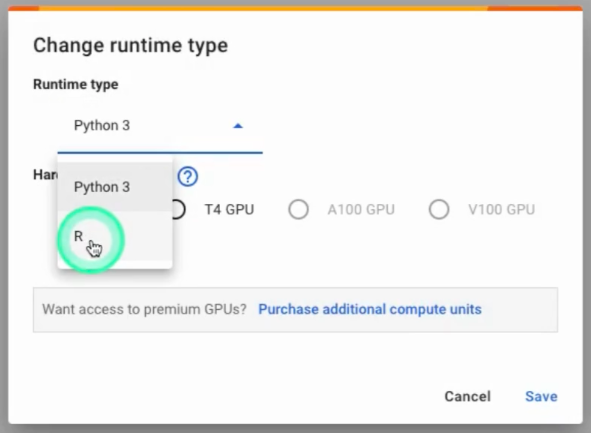 Change runtime type
Runtime type
Python 3
Python 3
R
Har
?
T4 GPU
A100 GPU
V100 GPU
Want access to premium GPUs? Purchase additional compute units
Cancel
Save